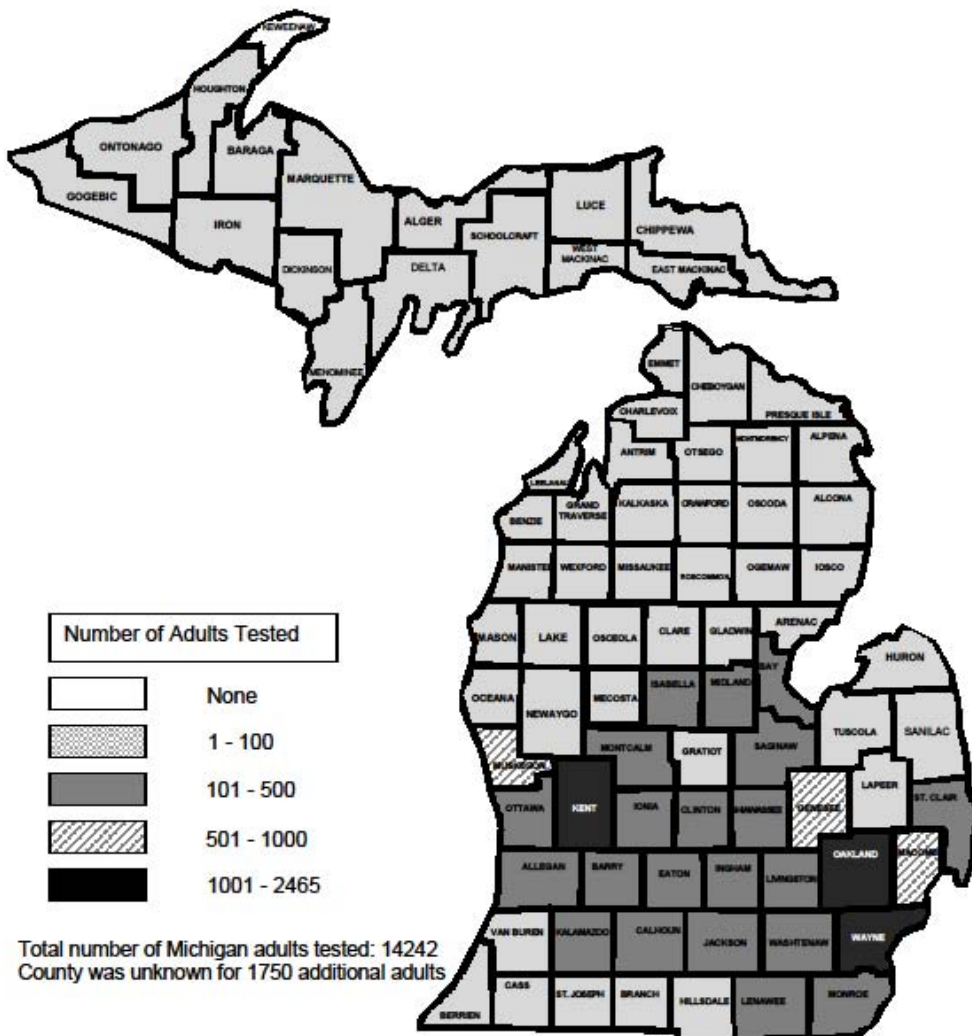 KEWEENAW
HOUGHTON
ONTONAGO
BARAGA
MARQUETTE
GOGEBIC
IRON
ALGER
LUCE
SCHOOLCRAFT
CHIPPEWA
WEST
MACKINAC
DICKINSON
DELTA
EAST MACKINAC
MENOMINEE
EMMET
CHEBOYGAN
CHARLEVOIX
PRESQUE ISLE
ANTRIM
OTSEGO
MONTMORENCY
ALPENA
LEELANAU
GRAND
TRAVERSE
KALKASKA
CRAWFORD
OSCODA
ALCONA
BENZIE
MANISTEE
WEXFORD
MISSAUKEE
ROSCOMMON
OGEMAW
IOSCO
Number of Adults Tested
MASON
LAKE
OSCEOLA
CLARE
GLADWIN
ARENAC
HURON
None
OCEANA
NEWAYGO
MECOSTA
ISABELLA
MIDLAND
BAY
TUSCOLA
SANILAC
1 - 100
MUSKEGON
MONTCALM
GRATIOT
SAGINAW
LAPEER
ST. CLAIR
101 - 500
OTTAWA
KENT
IONIA
CLINTON
SHIAWASSEE
GENESEE
501 - 1000
OAKLAND
MACOMB
1001 - 2465
ALLEGAN
BARRY
EATON
INGHAM
LIVINGSTON
VAN BUREN
KALAMAZOO
CALHOUN
JACKSON
WASHTENAW
WAYNE
Total number of Michigan adults tested: 14242
County was unknown for 1750 additional adults
BERRIEN
CASS
ST. JOSEPH
BRANCH
HILLSDALE
LENAWEE
MONROE